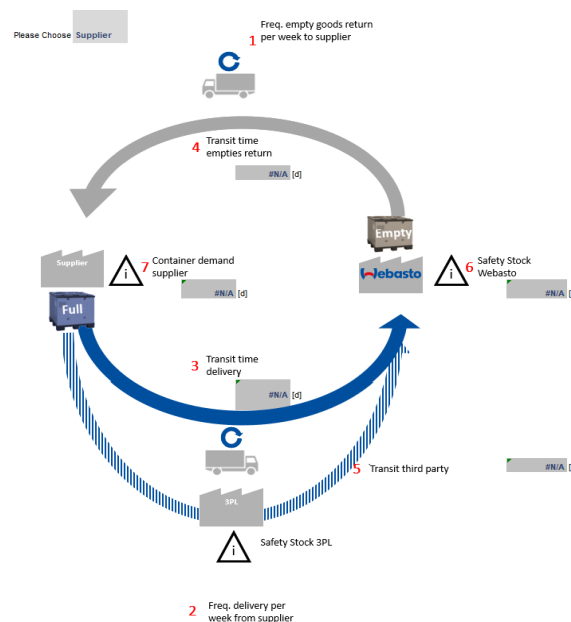 Freq. empty goods return
per week to supplier
1
Please Choose Supplier
4
Transit time
empties return
#N/A [d]
Empty
Supplier
7
Container demand
supplier
#N/A [d]
i
Webasto
i
6
Safety Stock
Webasto
#N/A [
Full
3
Transit time
delivery
#N/A [d]
5
Transit third party
#N/A [
3PL
i
Safety Stock 3PL
2
Freq. delivery per
week from supplier